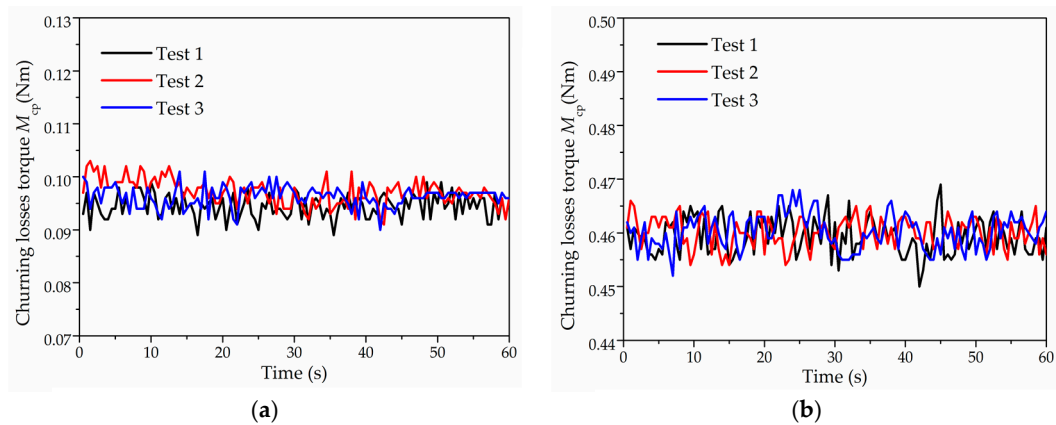 Churning losses torque Mcp (Nm)
0.13
0.12
0.11
0.10
0.09
0.08
0.07
Test 1
Test 2
Test 3
0 10 20 30 40 50 60
Time (s)
(a)
Churning losses torque Mcp (Nm)
0.50
0.49
0.48
0.47
0.46
0.45
0.44
Test 1
Test 2
Test 3
0 10 20 30 40 50 60
Time (s)
(b)